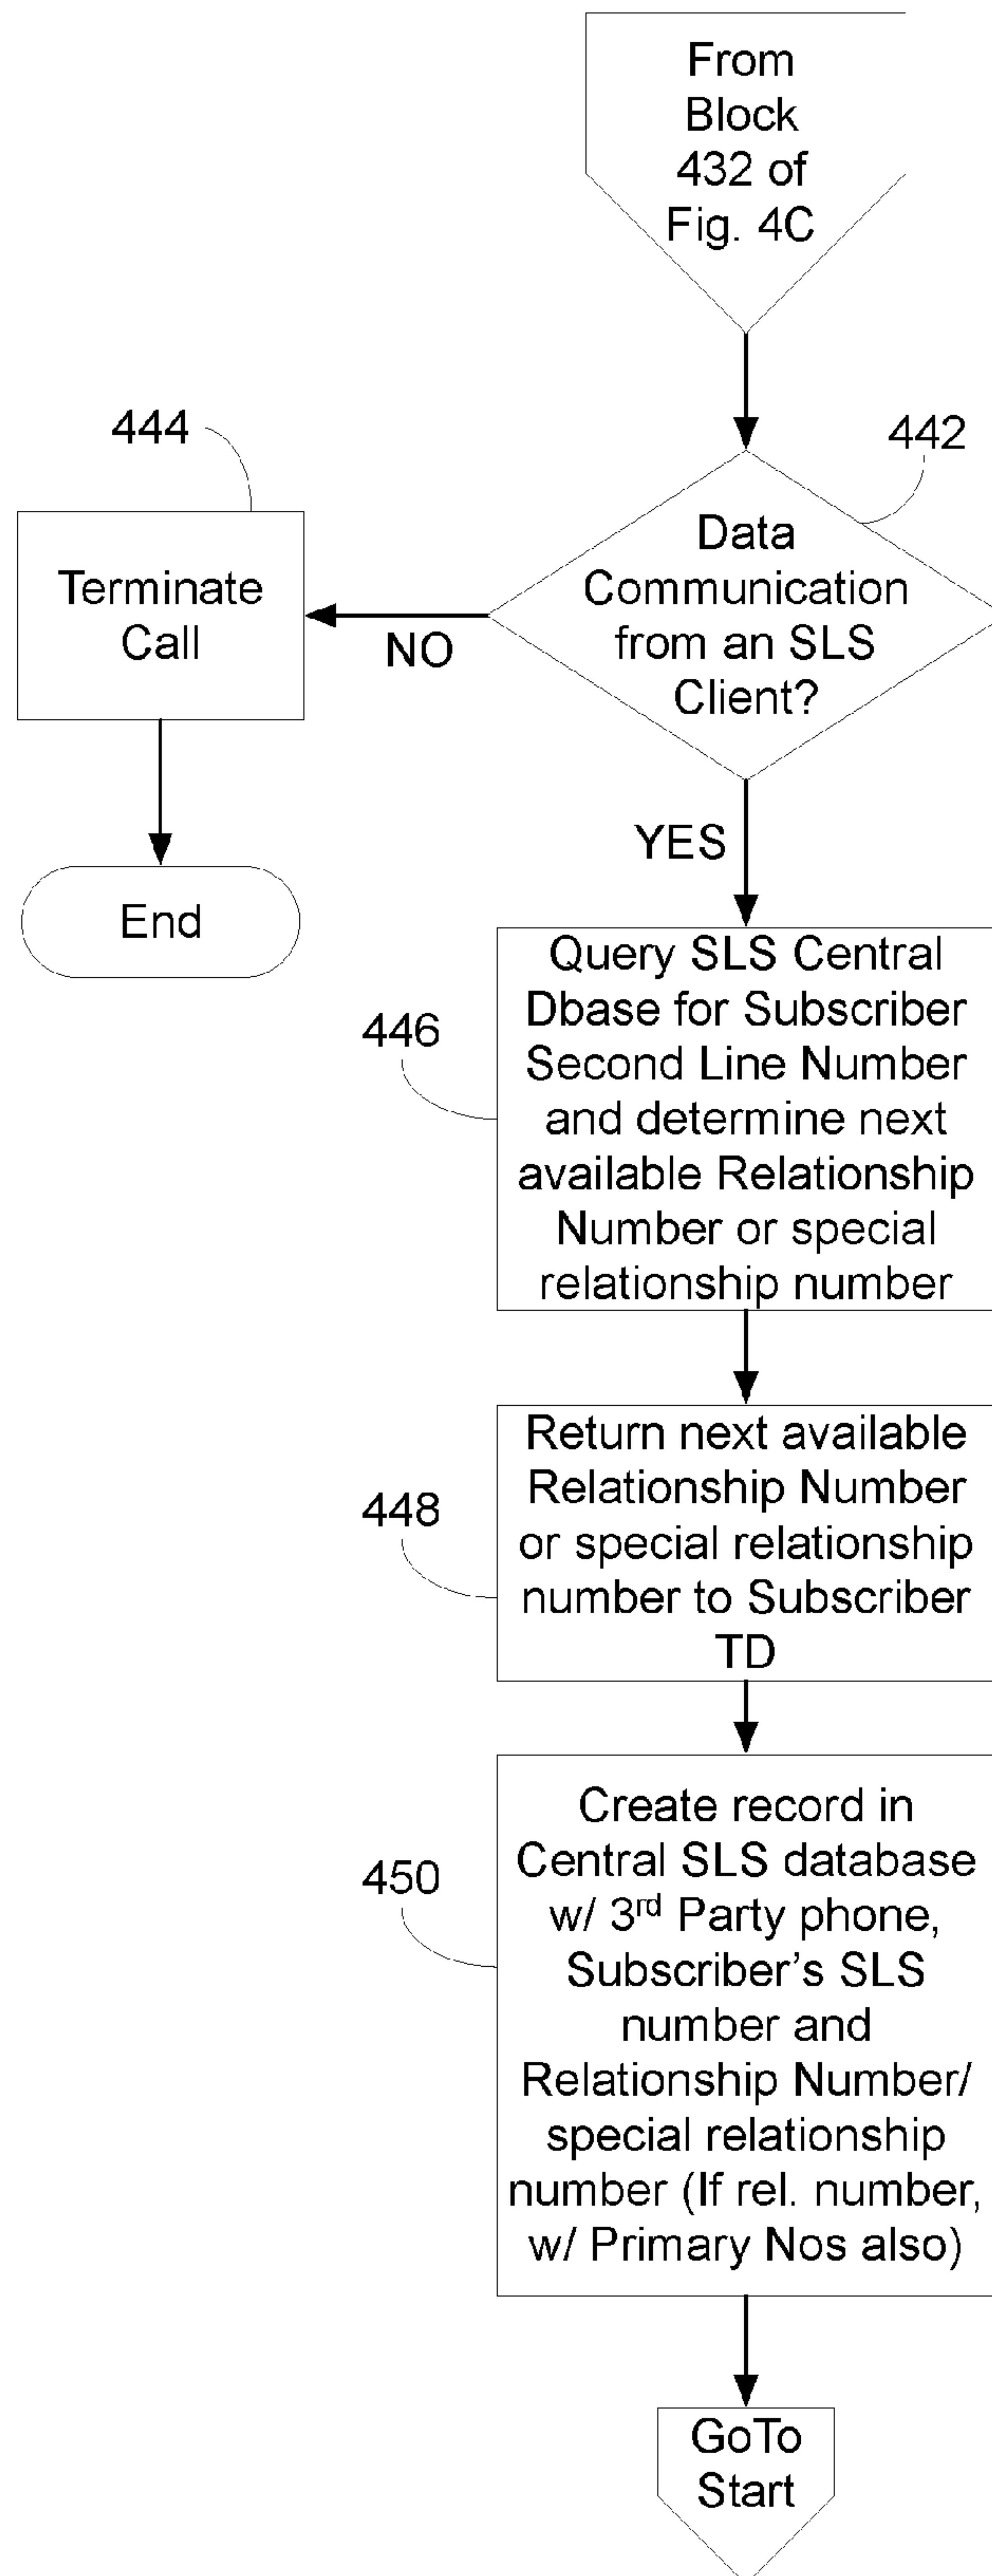 From
Block
432 of
Fig. 4C
444
442
Data
Communication
from an SLS
Client?
Terminate
Call
NO
YES
End
446
Query SLS Central
Dbase for Subscriber
Second Line Number
and determine next
available Relationship
Number or special
relationship number
448
Return next available
Relationship Number
or special relationship
number to Subscriber
TD
450
Create record in
Central SLS database
w/ 3rd Party phone,
Subscriber’s SLS
number and
Relationship Number/
special relationship
number (If rel. number,
w/ Primary Nos also)
GoTo
Start